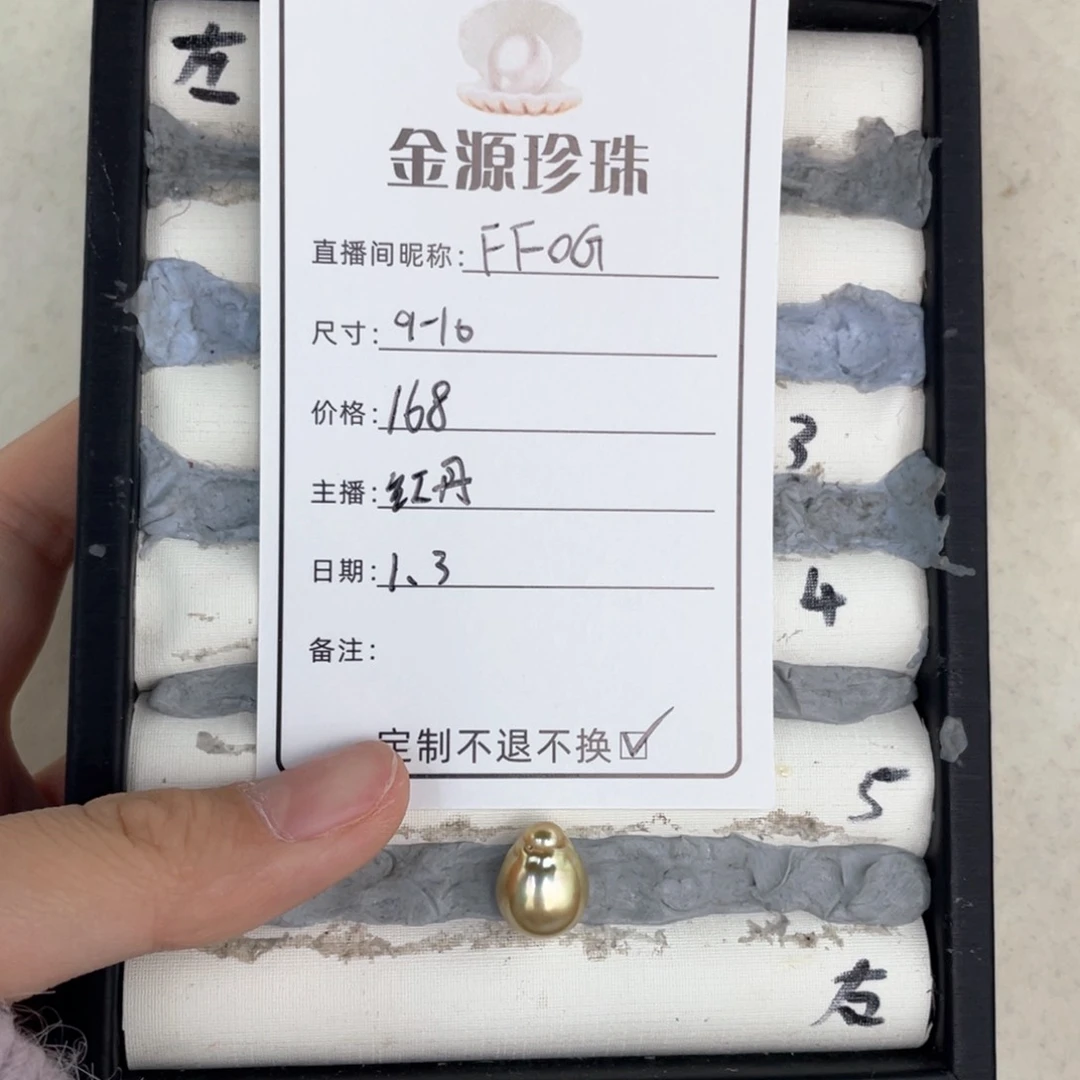 左
金源珍珠
直播间昵称：FFOG
尺寸：9-10
价格：168
主播：红丹
日期：1.3
备注：
定制不退不换☑
3
4
5
右